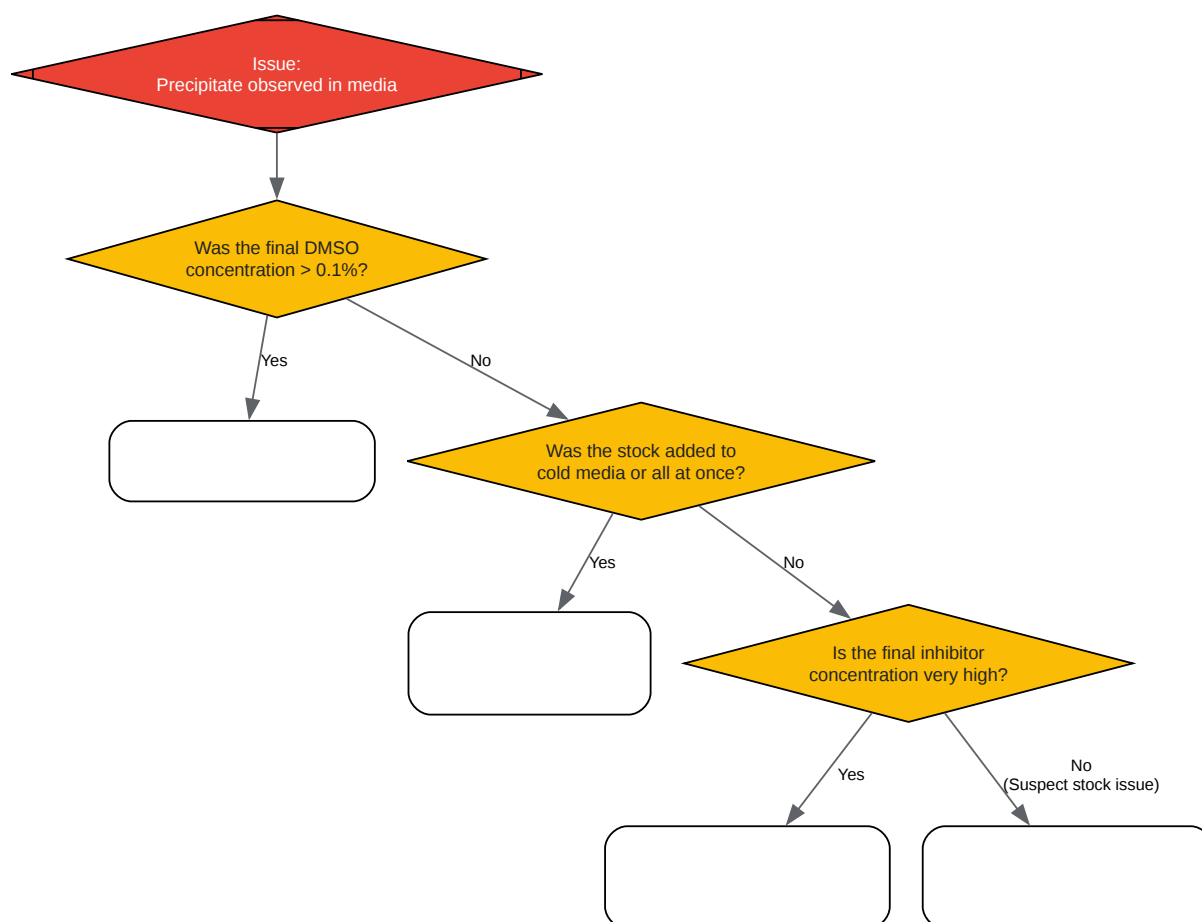 Issue:
Precipitate observed in media
Was the final DMSO
concentration > 0.1%?
Yes
No
Was the stock added to
cold media or all at once?
Yes
No
Is the final inhibitor
concentration very high?
Yes
No
(Suspect stock issue)